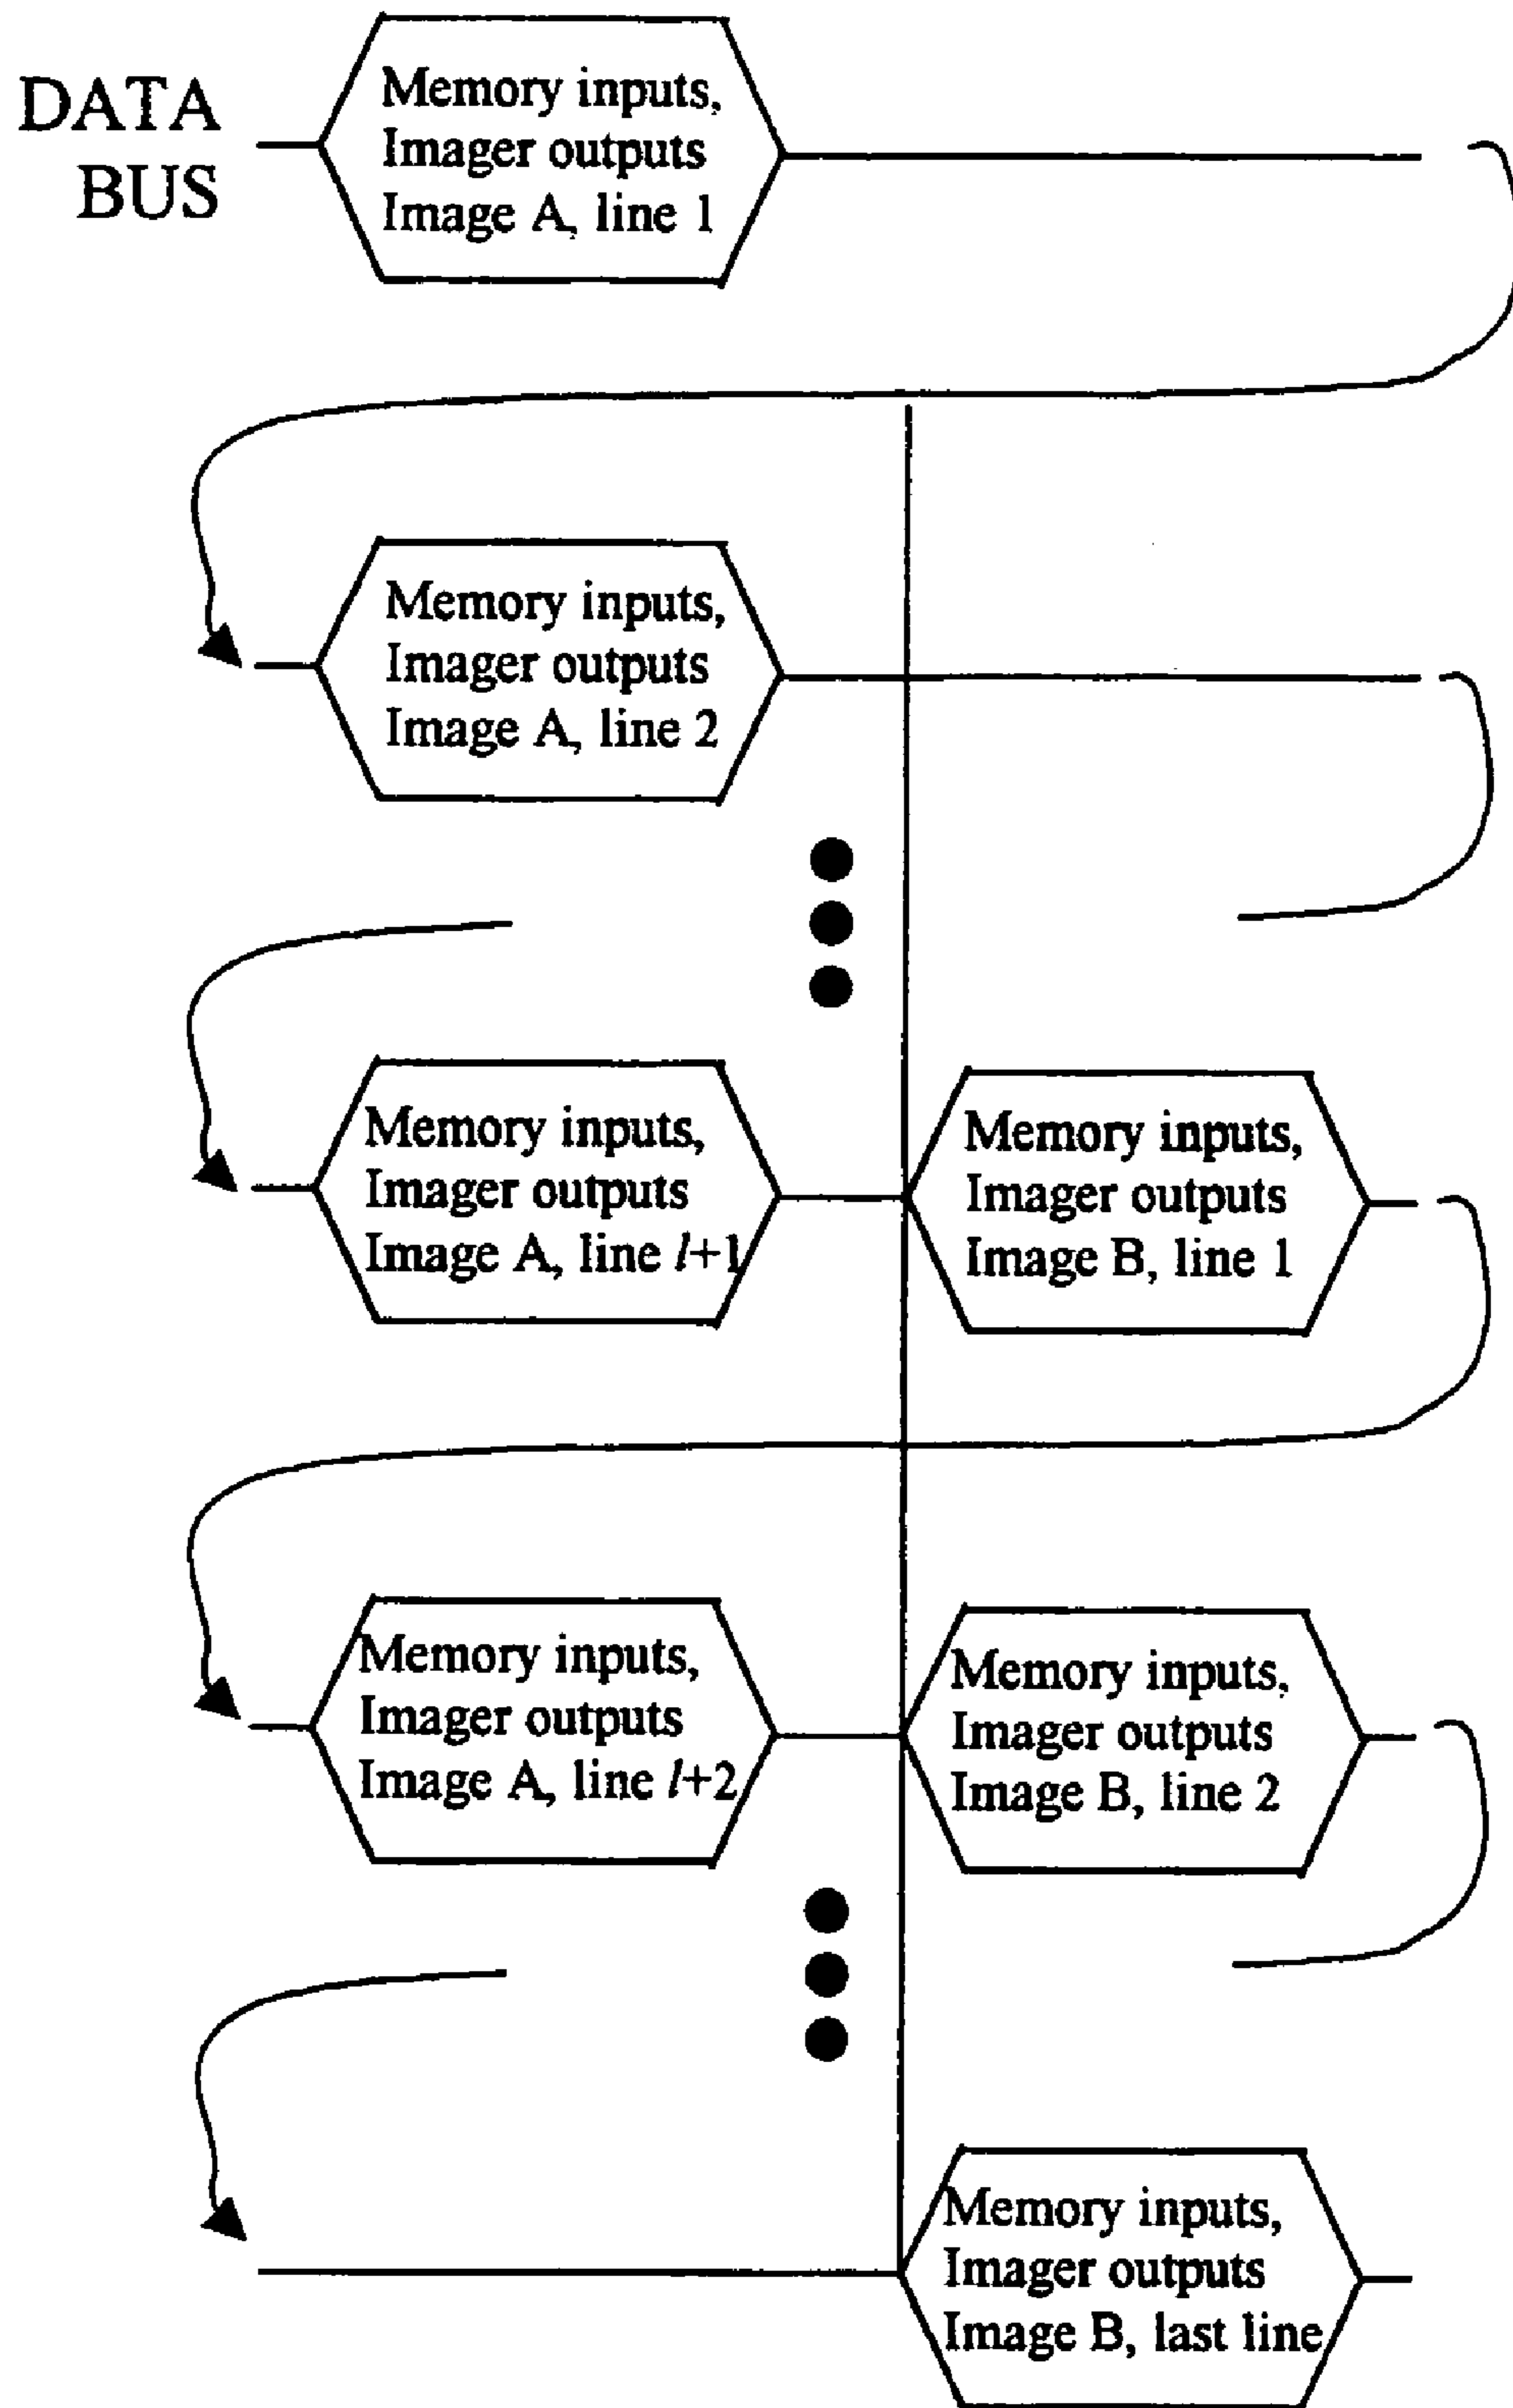 DATA
BUS
Memory inputs,
Imager outputs
Image A, line 1
Memory inputs,
Imager outputs
Image A, line 2
Memory inputs,
Imager outputs
Image A, line l+1
Memory inputs,
Imager outputs
Image B, line 1
Memory inputs,
Imager outputs
Image A, line l+2
Memory inputs,
Imager outputs
Image B, line 2
Memory inputs,
Imager outputs
Image B, last line